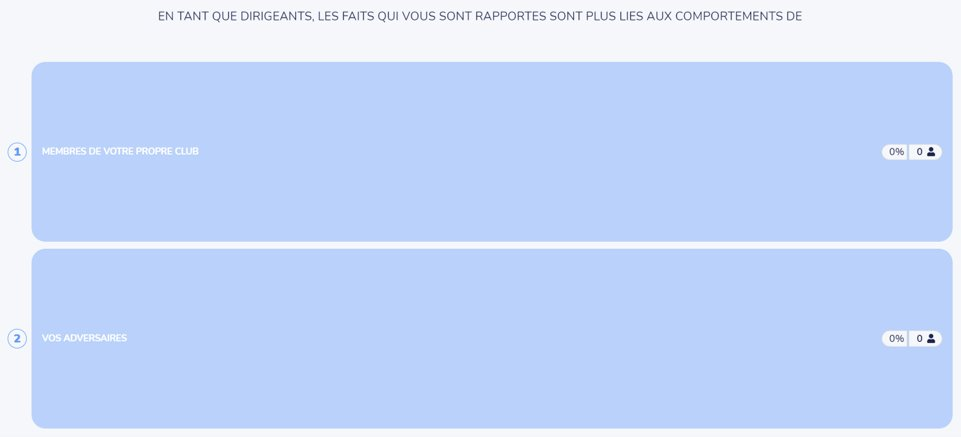 EN TANT QUE DIRIGEANTS, LES FAITS QUI VOUS SONT RAPPORTES SONT PLUS LIES AUX COMPORTEMENTS DE
1 MEMBRES DE VOTRE PROPRE CLUB 0% 0
2 VOS ADVERSAIRES 0% 0